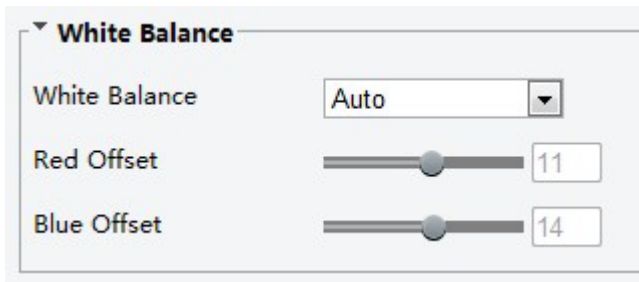 White Balance
White Balance Auto
Red Offset 11
Blue Offset 14